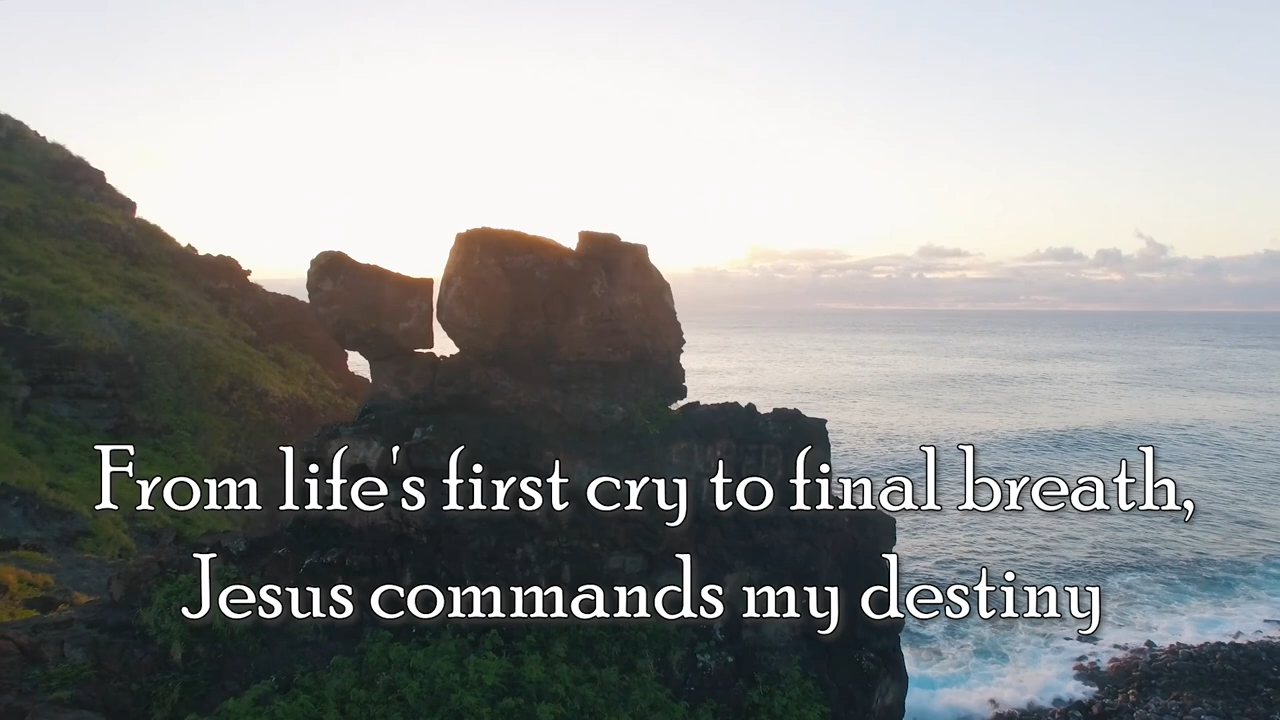 From life's first cry to final breath,
Jesus commands my destiny